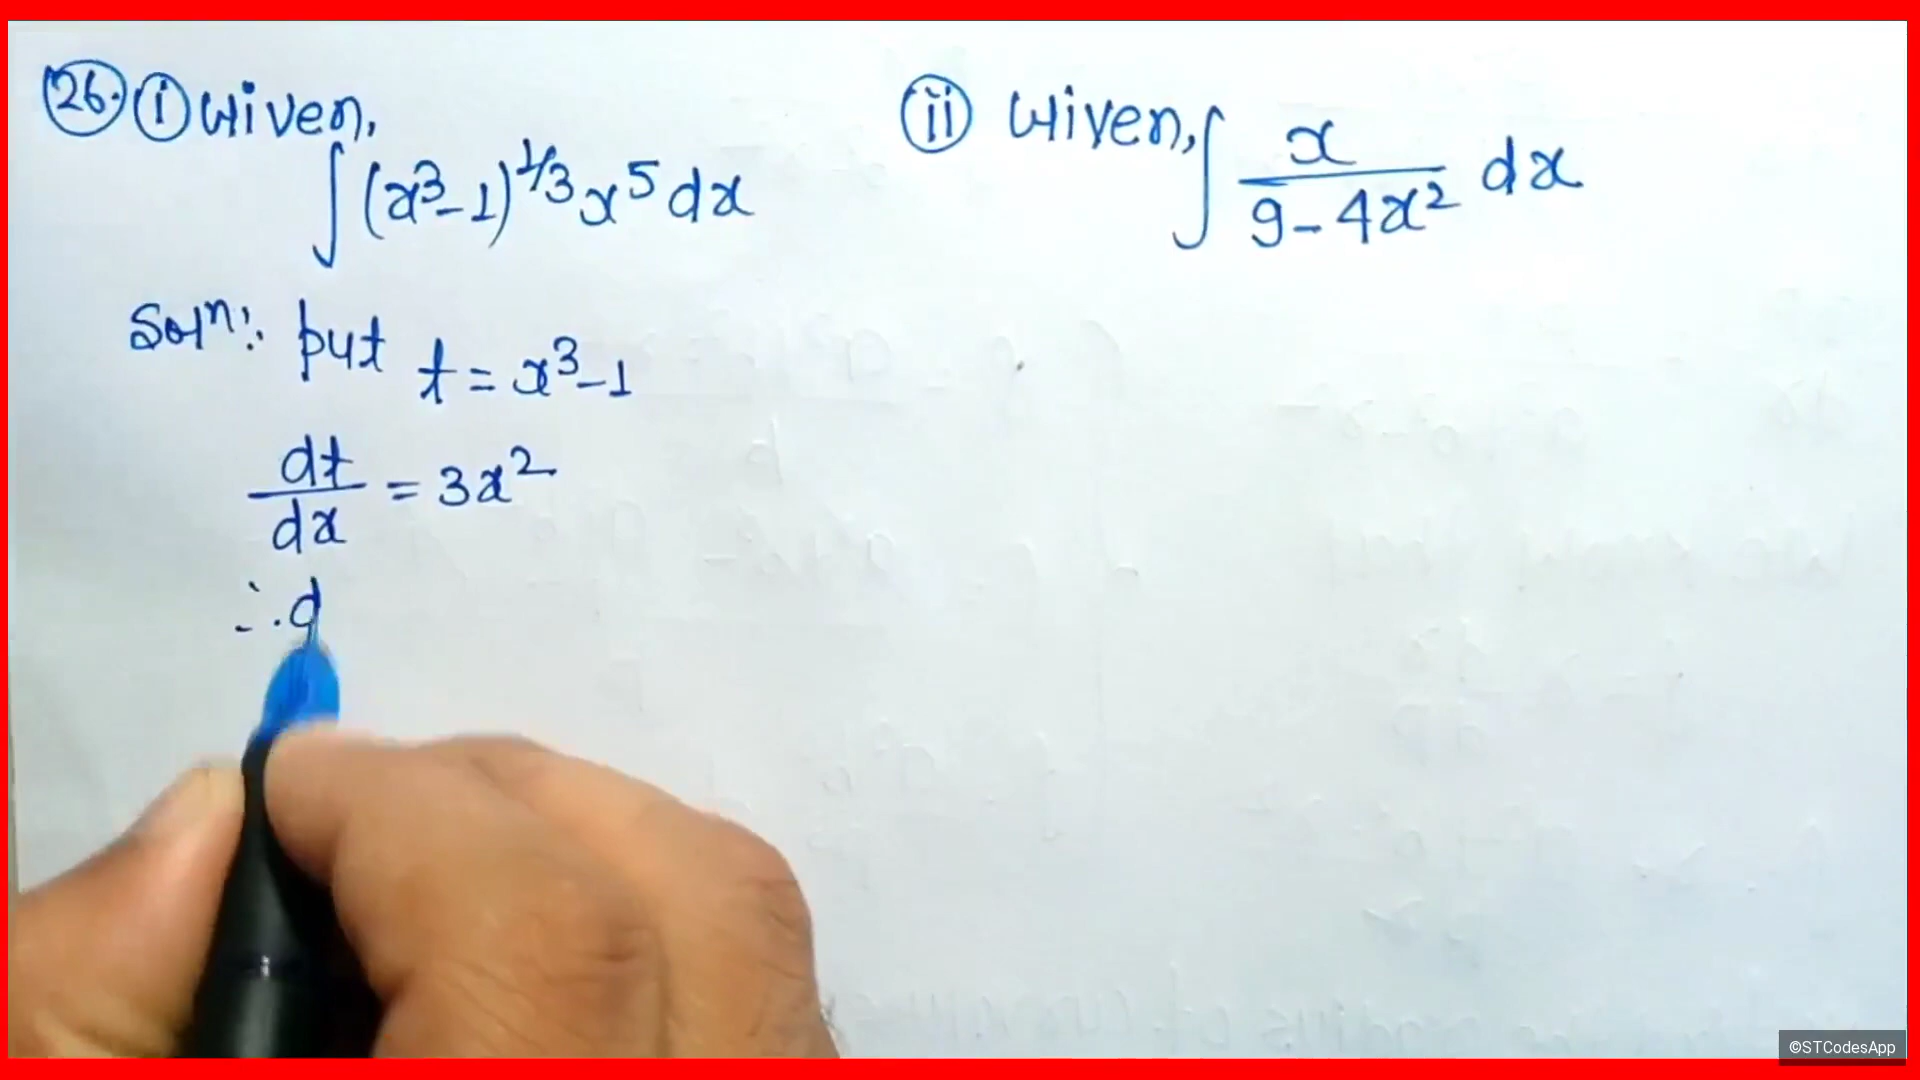 26. i Given,
∫(x³-1)^1/3 x⁵ dx
Solⁿ: put t = x³-1
dt/dx = 3x²
∴ d
ii Given, ∫ x/(9-4x²) dx
©STCodesApp